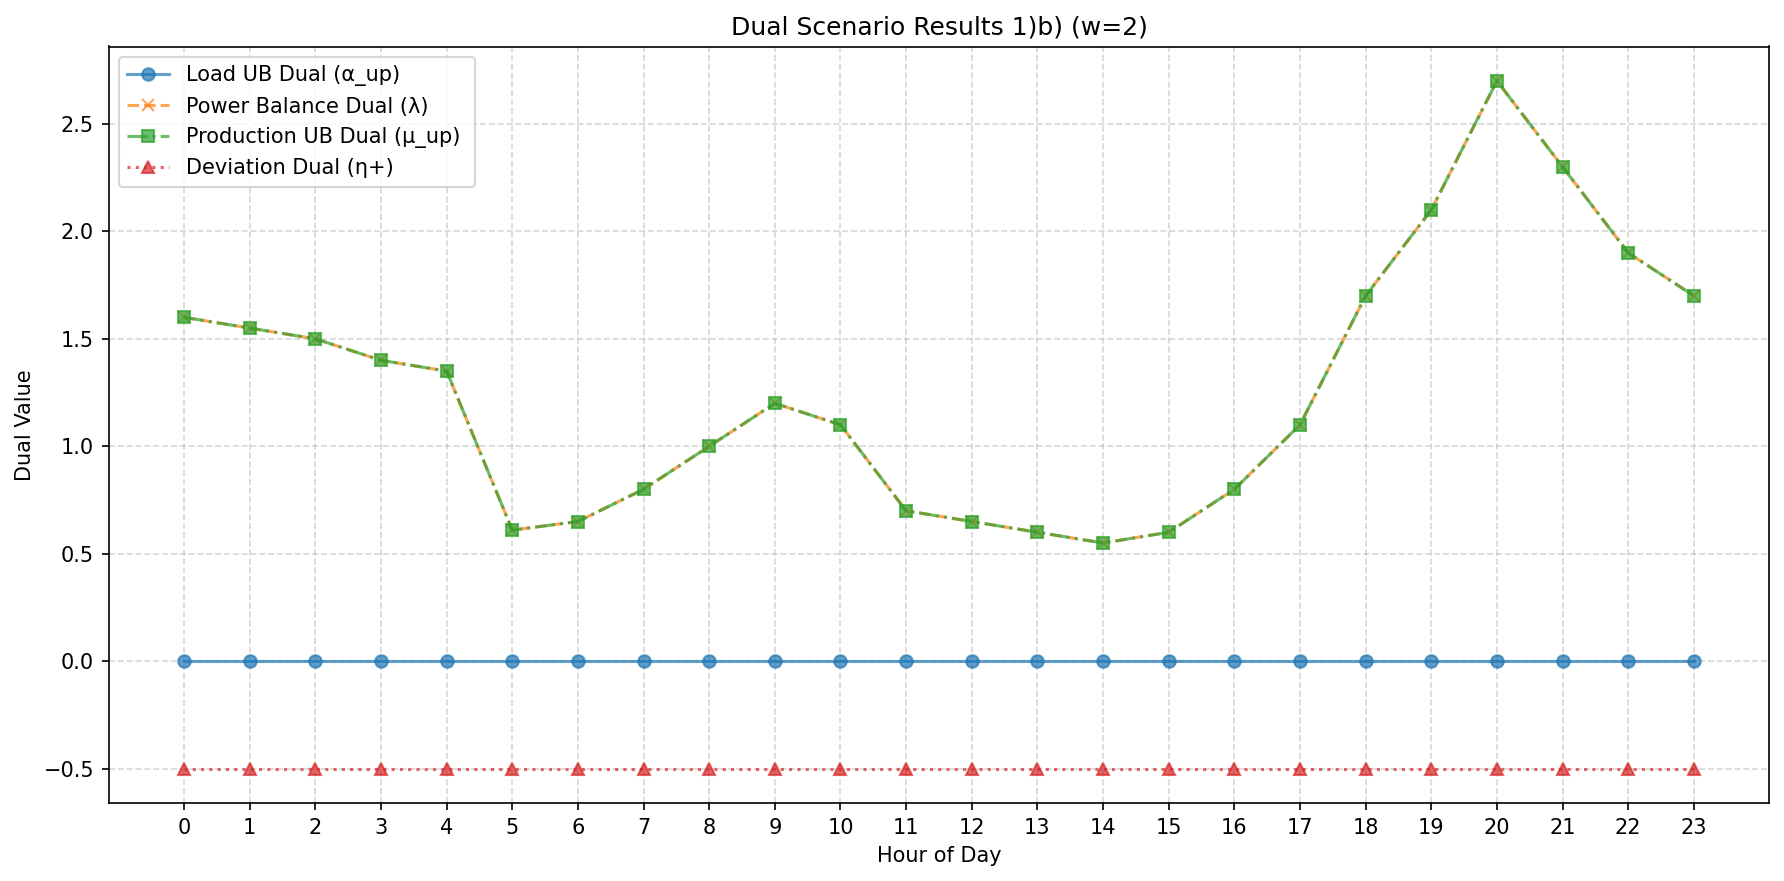 Dual Scenario Results 1)b) (w=2)
Load UB Dual (α_up)
Power Balance Dual (λ)
Production UB Dual (μ_up)
Deviation Dual (η+)
Dual Value
2.5
2.0
1.5
1.0
0.5
0.0
−0.5
0 1 2 3 4 5 6 7 8 9 10 11 12 13 14 15 16 17 18 19 20 21 22 23
Hour of Day